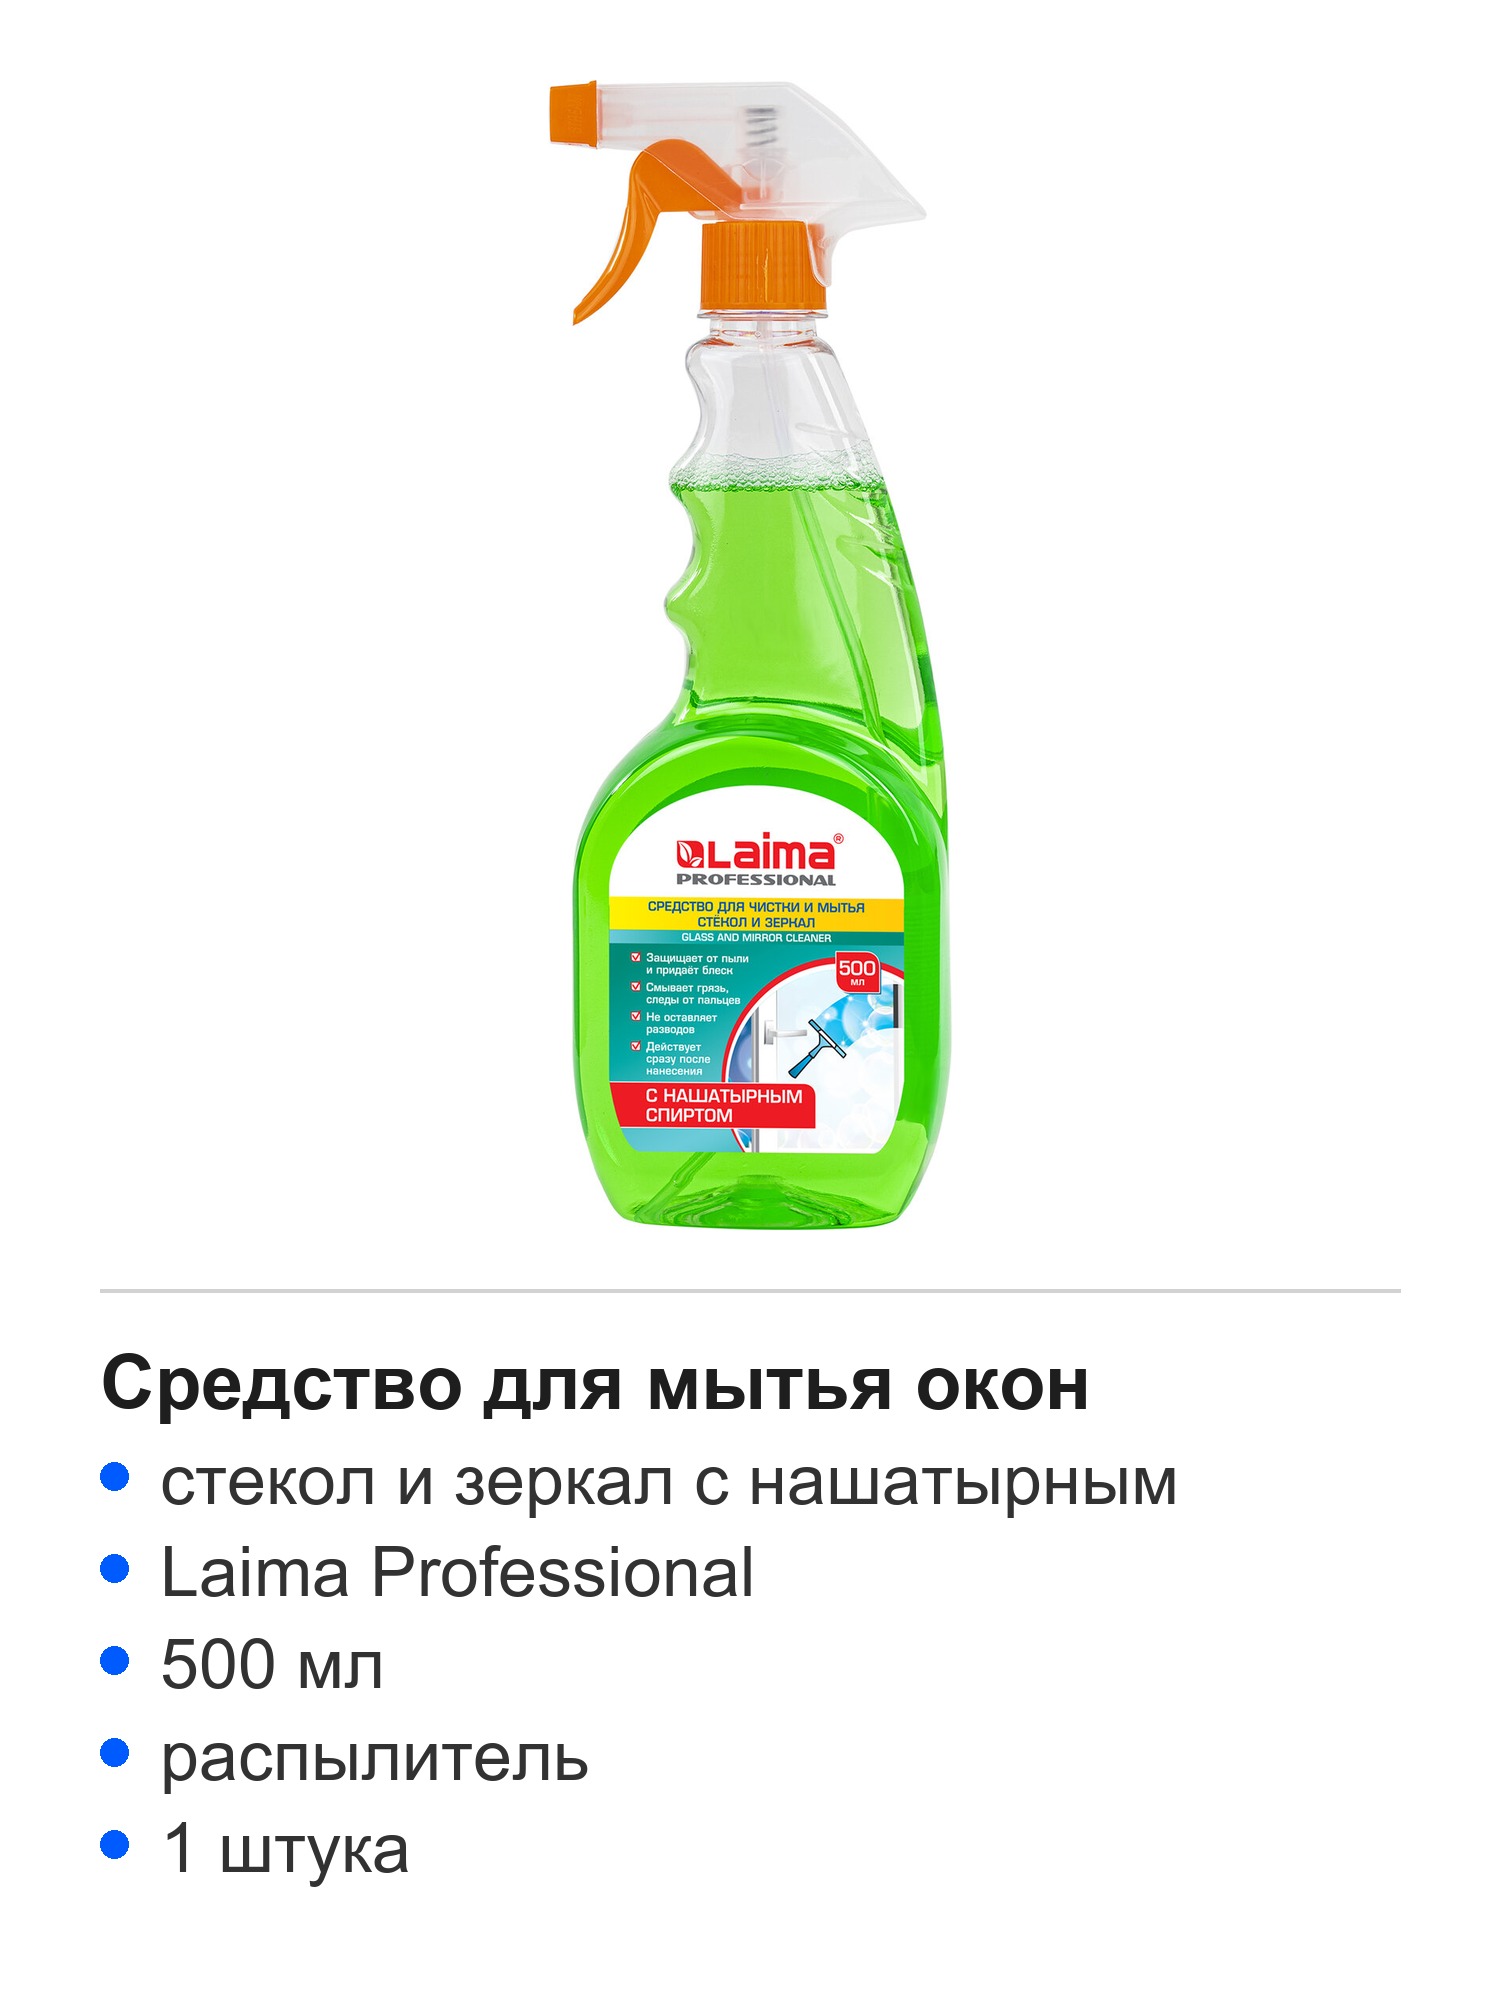 Laima®
PROFESSIONAL
СРЕДСТВО ДЛЯ ЧИСТКИ И МЫТЬЯ
СТЁКОЛ И ЗЕРКАЛ
GLASS AND MIRROR CLEANER
Защищает от пыли
и придаёт блеск
500
мл
Смывает грязь,
следы от пальцев
Не оставляет
разводов
Действует
сразу после
нанесения
С НАШАТЫРНЫМ
СПИРТОМ
Средство для мытья окон
стекол и зеркал с нашатырным
Laima Professional
500 мл
распылитель
1 штука